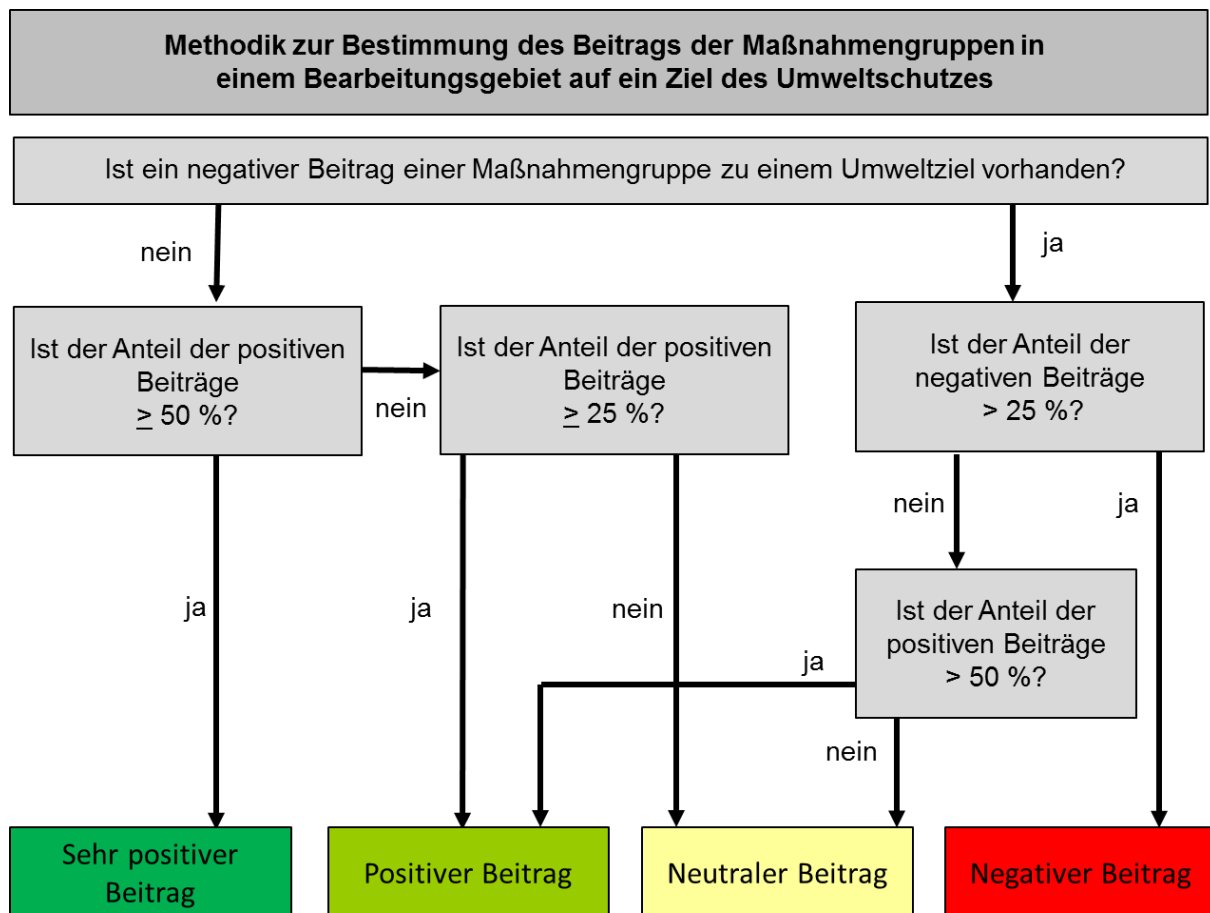 Methodik zur Bestimmung des Beitrags der Maßnahmengruppen in
einem Bearbeitungsgebiet auf ein Ziel des Umweltschutzes
Ist ein negativer Beitrag einer Maßnahmengruppe zu einem Umweltziel vorhanden?
nein
ja
Ist der Anteil der positiven
Beiträge
≥ 50 %?
nein
Ist der Anteil der positiven
Beiträge
≥ 25 %?
Ist der Anteil der
negativen Beiträge
> 25 %?
nein
ja
ja
ja
nein
Ist der Anteil der
positiven Beiträge
> 50 %?
ja
nein
Sehr positiver
Beitrag
Positiver Beitrag
Neutraler Beitrag
Negativer Beitrag